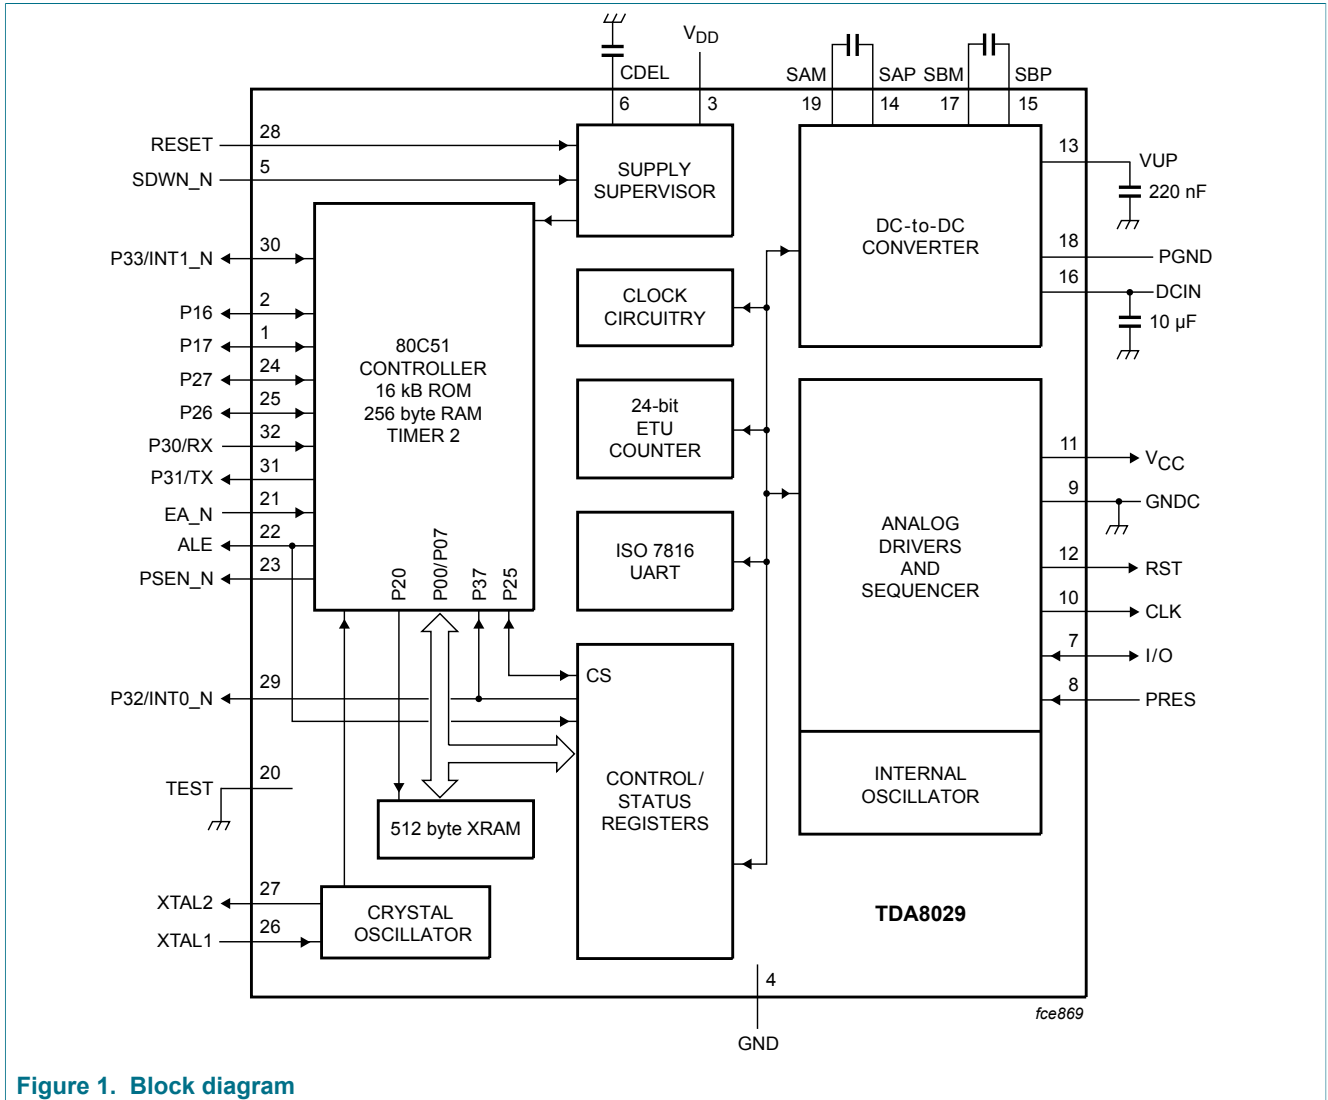 VDD
CDEL
SAM
SAP
SBM
SBP
6
3
19
14
17
15
RESET
28
SDWN_N
5
SUPPLY
SUPERVISOR
13
VUP
220 nF
DC-to-DC
CONVERTER
18
PGND
16
DCIN
10 µF
P33/INT1_N
30
P16
2
P17
1
P27
24
P26
25
P30/RX
32
P31/TX
31
EA_N
21
ALE
22
PSEN_N
23
80C51
CONTROLLER
16 kB ROM
256 byte RAM
TIMER 2
P20
P00/P07
P37
P25
CLOCK
CIRCUITRY
24-bit
ETU
COUNTER
ISO 7816
UART
ANALOG
DRIVERS
AND
SEQUENCER
11
VCC
9
GNDC
12
RST
10
CLK
7
I/O
8
PRES
P32/INT0_N
29
CS
CONTROL/
STATUS
REGISTERS
INTERNAL
OSCILLATOR
TEST
20
512 byte XRAM
XTAL2
27
XTAL1
26
CRYSTAL
OSCILLATOR
TDA8029
4
GND
fce869
Figure 1. Block diagram